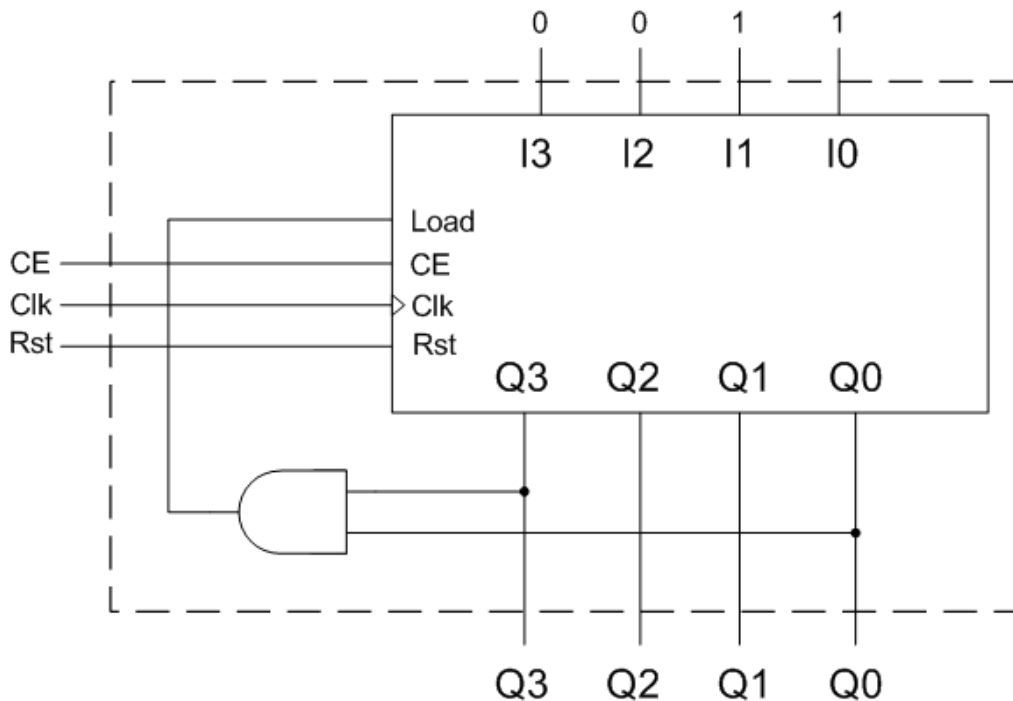 0 0 1 1
I3 I2 I1 I0
Load
CE CE
Clk Clk
Rst Rst
Q3 Q2 Q1 Q0
Q3 Q2 Q1 Q0